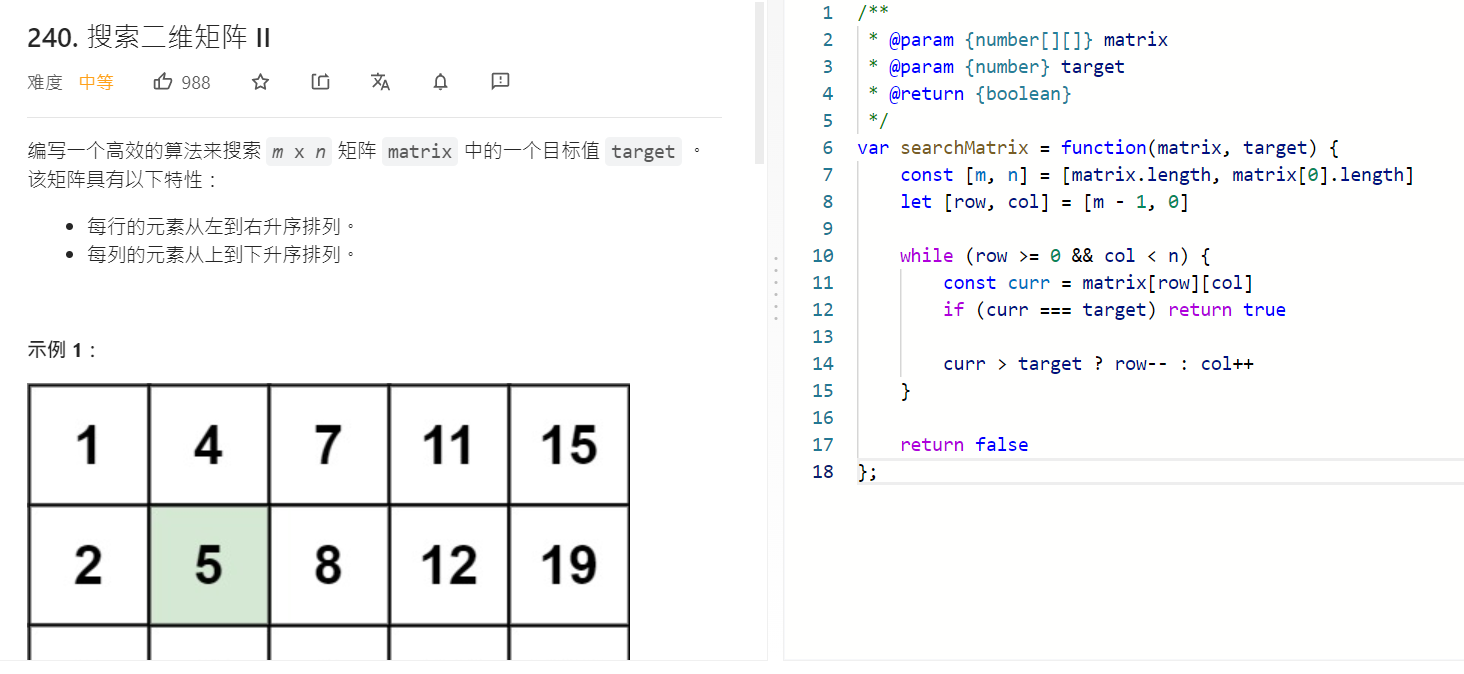 240. 搜索二维矩阵 II
难度 中等 988
编写一个高效的算法来搜索 m x n 矩阵 matrix 中的一个目标值 target 。
该矩阵具有以下特性：
每行的元素从左到右升序排列。
每列的元素从上到下升序排列。
示例 1：
1 4 7 11 15
2 5 8 12 19
1 /**
2  * @param {number[][]} matrix
3  * @param {number} target
4  * @return {boolean}
5  */
6 var searchMatrix = function(matrix, target) {
7     const [m, n] = [matrix.length, matrix[0].length]
8     let [row, col] = [m - 1, 0]
9
10     while (row >= 0 && col < n) {
11         const curr = matrix[row][col]
12         if (curr === target) return true
13
14         curr > target ? row-- : col++
15     }
16
17     return false
18 };